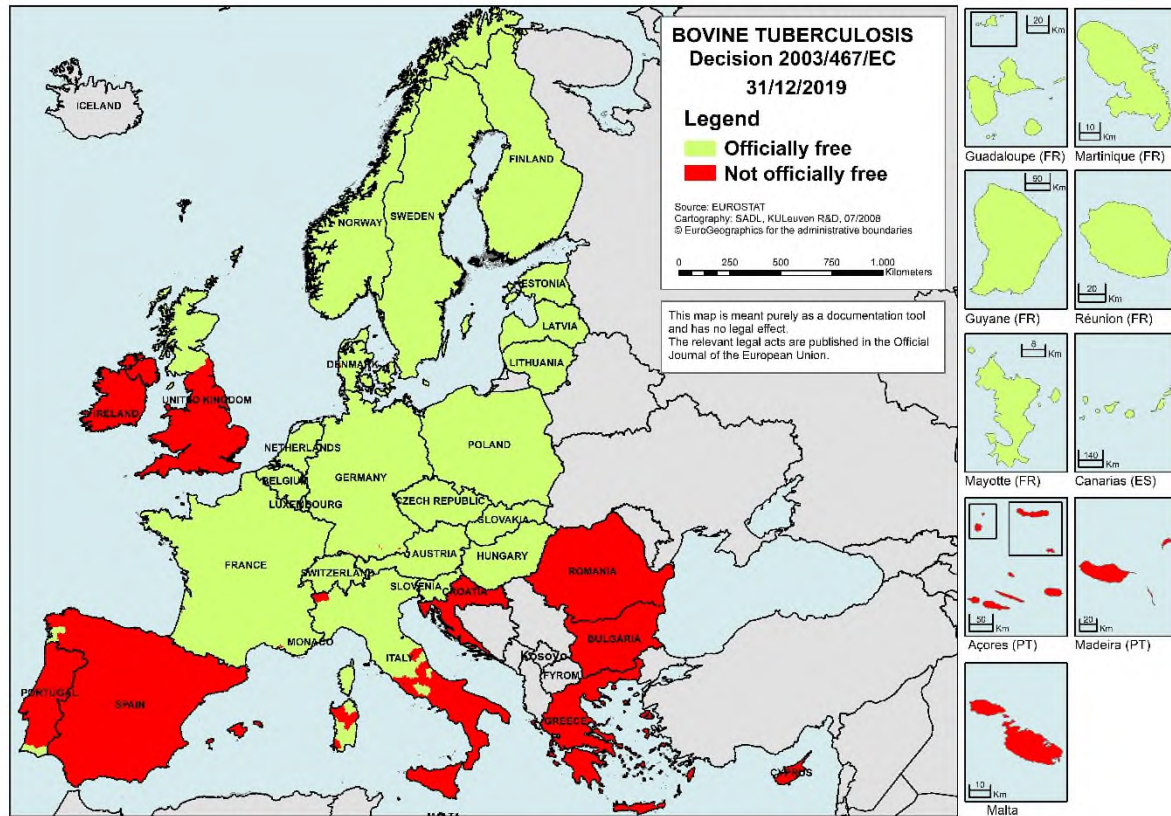 BOVINE TUBERCULOSIS
Decision 2003/467/EC
31/12/2019
Legend
Officially free
Not officially free
Source: EUROSTAT
Cartography: SADL, KULeuven R&D, 07/2008
© EuroGeographics for the administrative boundaries
0 250 500 750 1.000
Kilometers
This map is meant purely as a documentation tool
and has no legal effect.
The relevant legal acts are published in the Official
Journal of the European Union.
ICELAND
FINLAND
NORWAY
SWEDEN
ESTONIA
LATVIA
LITHUANIA
DENMARK
IRELAND
UNITED KINGDOM
NETHERLANDS
BELGIUM
LUXEMBOURG
GERMANY
POLAND
CZECH REPUBLIC
SLOVAKIA
AUSTRIA
HUNGARY
FRANCE
SWITZERLAND
SLOVENIA
CROATIA
ROMANIA
MONACO
ITALY
BULGARIA
Kosovo
FYROM
PORTUGAL
SPAIN
GREECE
CYPRUS
20
Km
Guadaloupe (FR)
10
Km
Martinique (FR)
90
Km
Guyane (FR)
20
Km
Réunion (FR)
8
Km
Mayotte (FR)
140
Km
Canarias (ES)
50
Km
Açores (PT)
20
Km
Madeira (PT)
10
Km
Malta